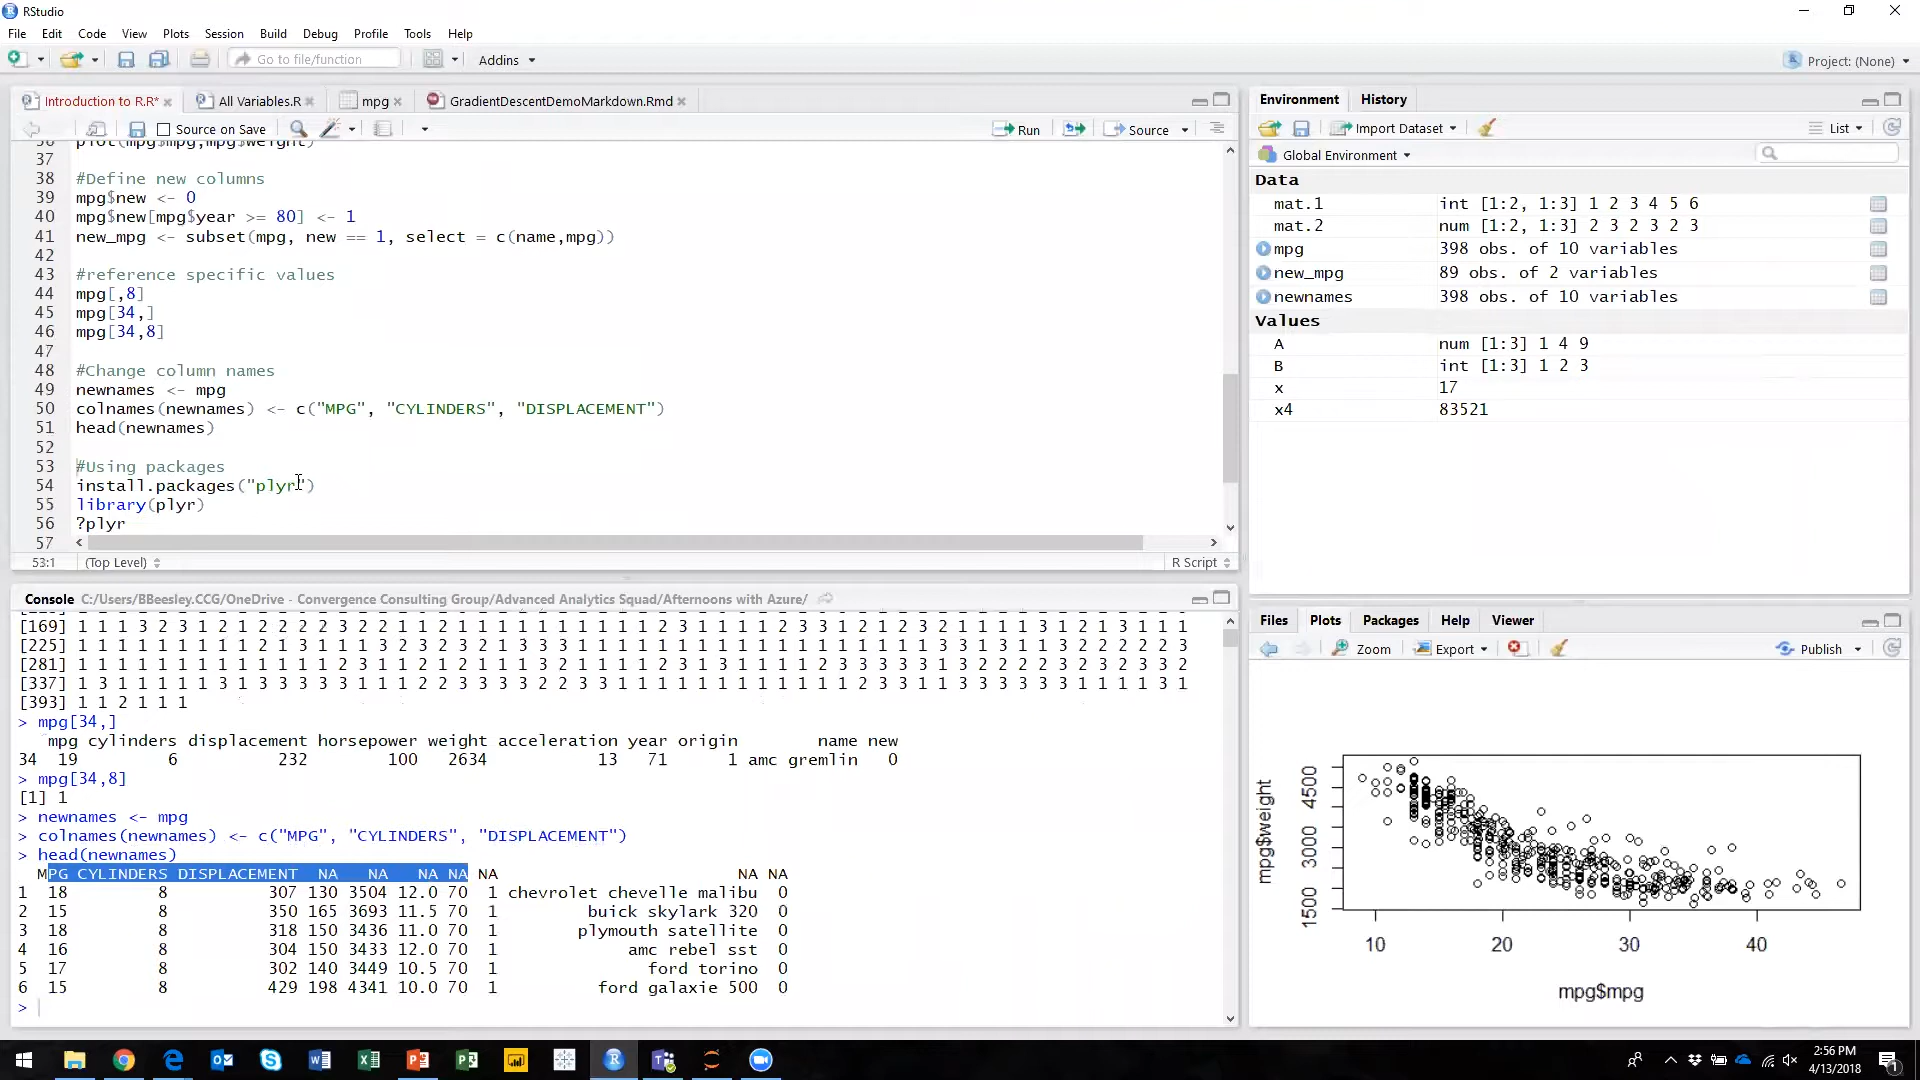 RStudio
File Edit Code View Plots Session Build Debug Profile Tools Help
Go to file/function Addins Project: (None)
Introduction to R.R* All Variables.R mpg GradientDescentDemoMarkdown.Rmd
Source on Save Run Source
36 plot(mpg$mpg,mpg$weight)
37
38 #Define new columns
39 mpg$new <- 0
40 mpg$new[mpg$year >= 80] <- 1
41 new_mpg <- subset(mpg, new == 1, select = c(name,mpg))
42
43 #reference specific values
44 mpg[,8]
45 mpg[34,]
46 mpg[34,8]
47
48 #Change column names
49 newnames <- mpg
50 colnames(newnames) <- c("MPG", "CYLINDERS", "DISPLACEMENT")
51 head(newnames)
52
53 #Using packages
54 install.packages("plyr")
55 library(plyr)
56 ?plyr
57
53:1 (Top Level) R Script
Console C:/Users/BBeesley.CCG/OneDrive - Convergence Consulting Group/Advanced Analytics Squad/Afternoons with Azure/
[169] 1 1 1 3 2 3 1 2 1 2 2 2 2 3 2 2 1 1 2 1 1 1 1 1 1 1 1 1 1 2 3 1 1 1 1 2 3 3 1 2 1 2 3 2 1 1 1 1 3 1 2 1 3 1 1 1
[225] 1 1 1 1 1 1 1 1 1 2 1 3 1 1 1 3 2 3 2 3 2 1 3 3 3 1 1 1 1 1 1 1 1 1 1 1 1 1 1 1 1 1 1 3 3 1 3 1 1 3 2 2 2 2 2 3
[281] 1 1 1 1 1 1 1 1 1 1 1 1 1 2 3 1 1 2 1 2 1 1 1 3 2 1 1 1 1 2 3 1 3 1 1 1 1 2 3 3 3 3 3 1 3 2 2 2 2 3 2 3 3 2
[337] 1 3 1 1 1 1 1 3 1 3 3 3 3 3 1 1 1 2 2 3 3 3 3 2 2 3 3 1 1 1 1 1 1 1 1 1 1 1 1 2 3 3 1 1 3 3 3 3 3 3 1 1 1 1 3 1
[393] 1 1 2 1 1 1
> mpg[34,]
mpg cylinders displacement horsepower weight acceleration year origin name new
34 19 6 232 100 2634 13 71 1 amc gremlin 0
> mpg[34,8]
[1] 1
> newnames <- mpg
> colnames(newnames) <- c("MPG", "CYLINDERS", "DISPLACEMENT")
> head(newnames)
MPG CYLINDERS DISPLACEMENT NA NA NA NA NA NA NA
1 18 8 307 130 3504 12.0 70 1 chevrolet chevelle malibu 0
2 15 8 350 165 3693 11.5 70 1 buick skylark 320 0
3 18 8 318 150 3436 11.0 70 1 plymouth satellite 0
4 16 8 304 150 3433 12.0 70 1 amc rebel sst 0
5 17 8 302 140 3449 10.5 70 1 ford torino 0
6 15 8 429 198 4341 10.0 70 1 ford galaxie 500 0
>
Environment History
Import Dataset List
Global Environment
Data
mat.1 int [1:2, 1:3] 1 2 3 4 5 6
mat.2 num [1:2, 1:3] 2 3 2 3 2 3
mpg 398 obs. of 10 variables
new_mpg 89 obs. of 2 variables
newnames 398 obs. of 10 variables
Values
A num [1:3] 1 4 9
B int [1:3] 1 2 3
x 17
x4 83521
Files Plots Packages Help Viewer
Zoom Export Publish
mpg$weight
4500
3000
1500
10 20 30 40
mpg$mpg
2:56 PM
4/13/2018